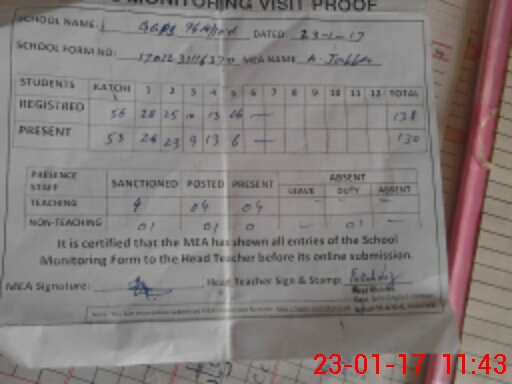 MONITORING VISIT PROOF
SCHOOL NAME: DATED: 23-1-17
SCHOOL FORM NO: MEA NAME A. Jabbar
STUDENTS KATCHI 1 2 3 4 5 6 7 8 9 10 11 12 TOTAL
REGISTRED 56 28 25 10 13 06 — 138
PRESENT 53 26 23 9 13 6 — 130
PRESENCE STAFF SANCTIONED POSTED PRESENT ABSENT
LEAVE DUTY ABSENT
TEACHING 4 04 04 - - -
NON-TEACHING 01 01 0 - 01 -
It is certified that the MEA has shown all entries of the School
Monitoring Form to the Head Teacher before its online submission.
MEA Signature: Head Teacher Sign & Stamp:
23-01-17 11:43